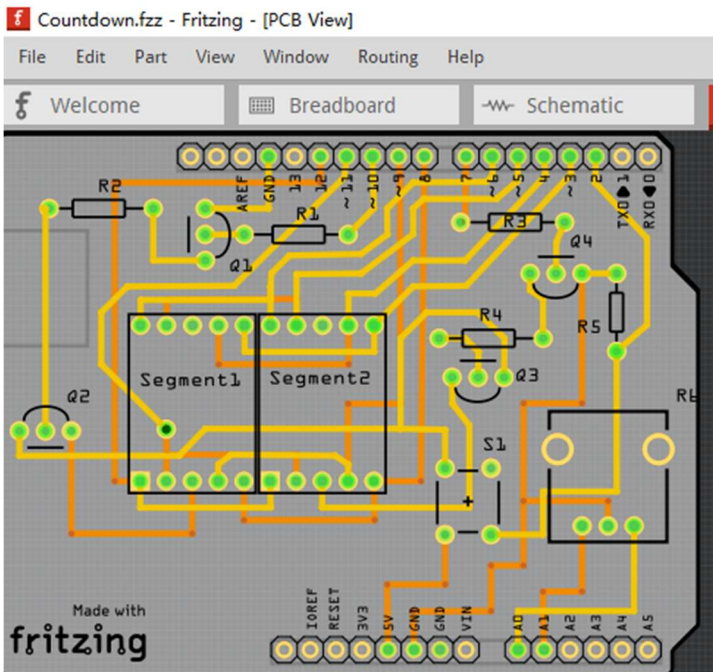 Countdown.fzz - Fritzing - [PCB View]
File Edit Part View Window Routing Help
Welcome Breadboard Schematic
AREF GND 13 12 ~11 ~10 ~9 8 7 ~6 ~5 4 ~3 2 TX0 1 RX0 0
R2 R1 R3
Q1 Q4
R4 R5
Segment1 Segment2 Q3
Q2 R6
S1
+
IOREF RESET 3V3 5V GND GND VIN A0 A1 A2 A3 A4 A5
Made with
fritzing